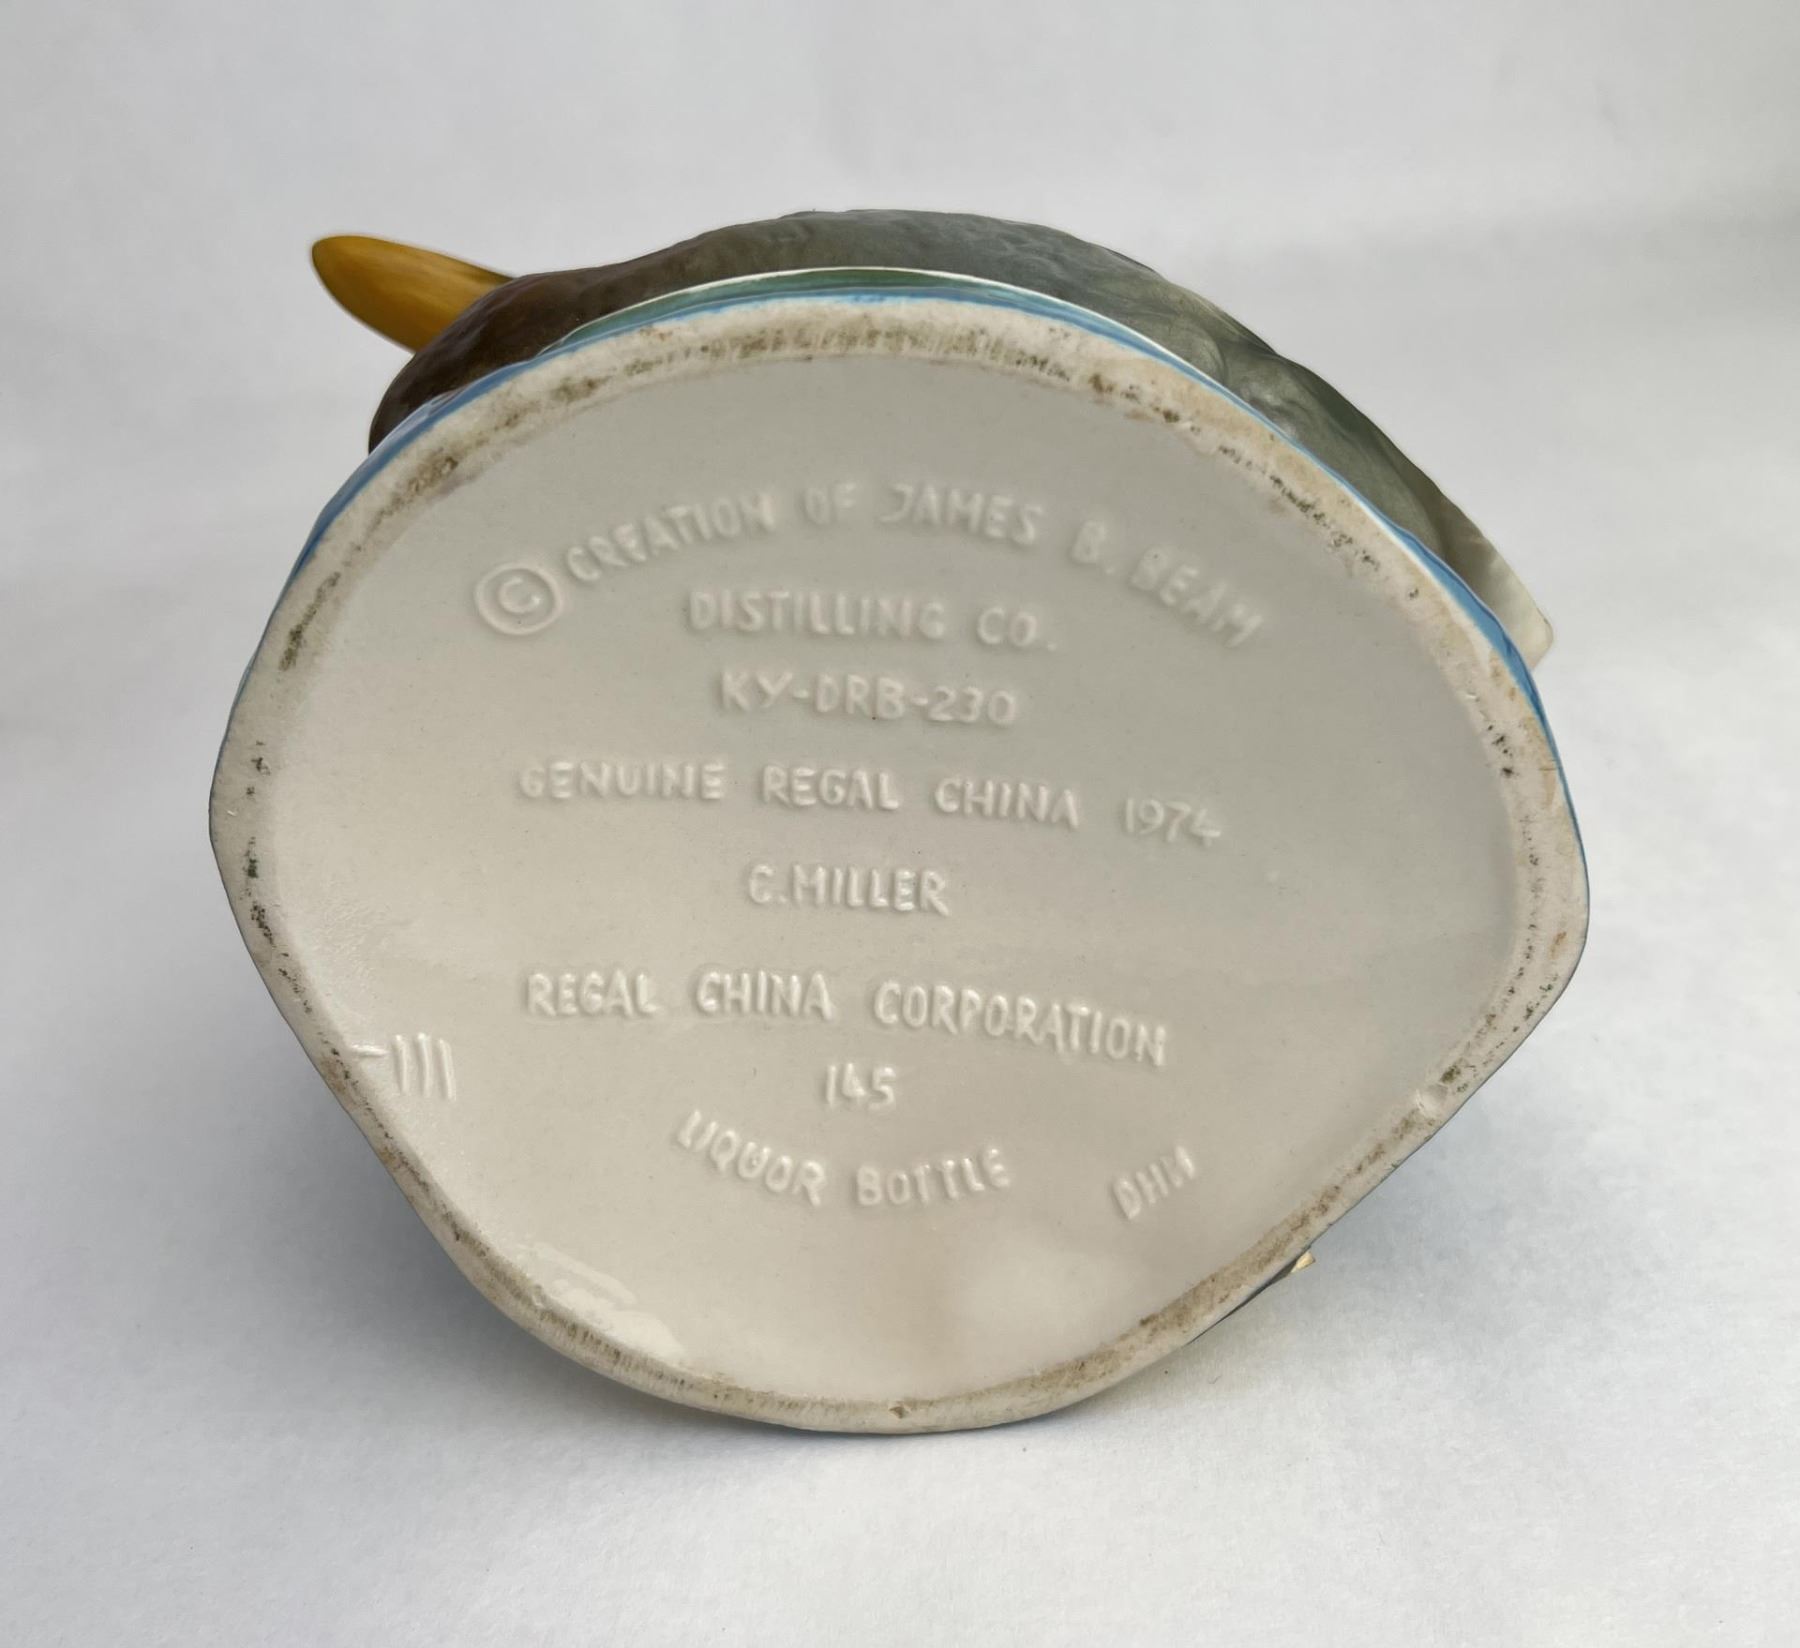 © CREATION OF JAMES B. BEAM
DISTILLING CO.
KY-DRB-230
GENUINE REGAL CHINA 1974
C. MILLER
REGAL CHINA CORPORATION
145
LIQUOR BOTTLE
DHM